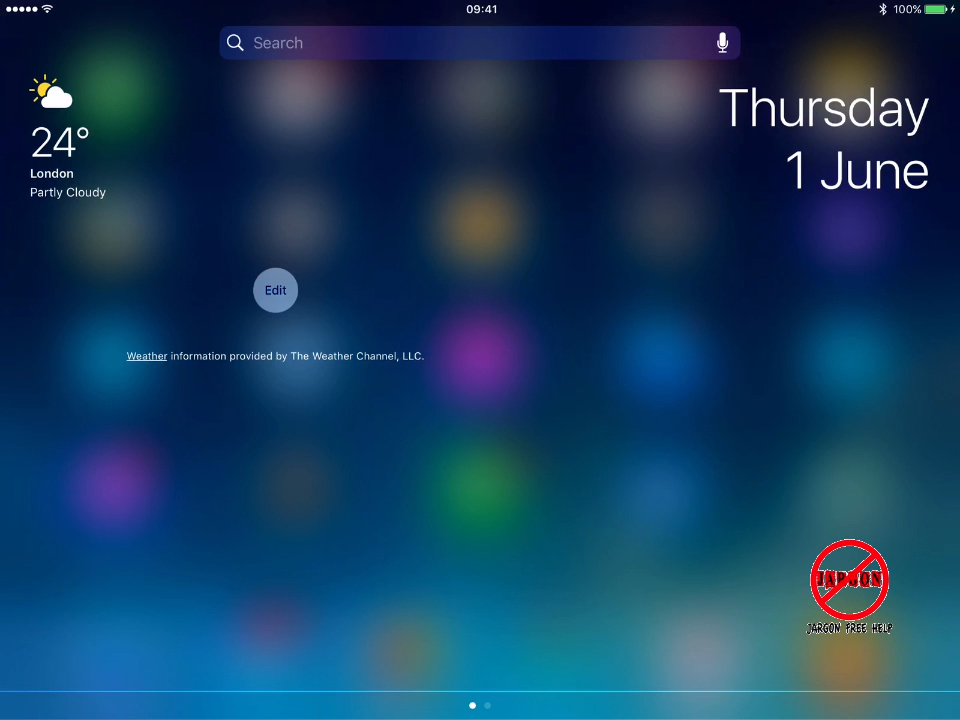 09:41
100%
Search
24°
London
Partly Cloudy
Thursday
1 June
Edit
Weather information provided by The Weather Channel, LLC.
JARGON
JARGON FREE HELP